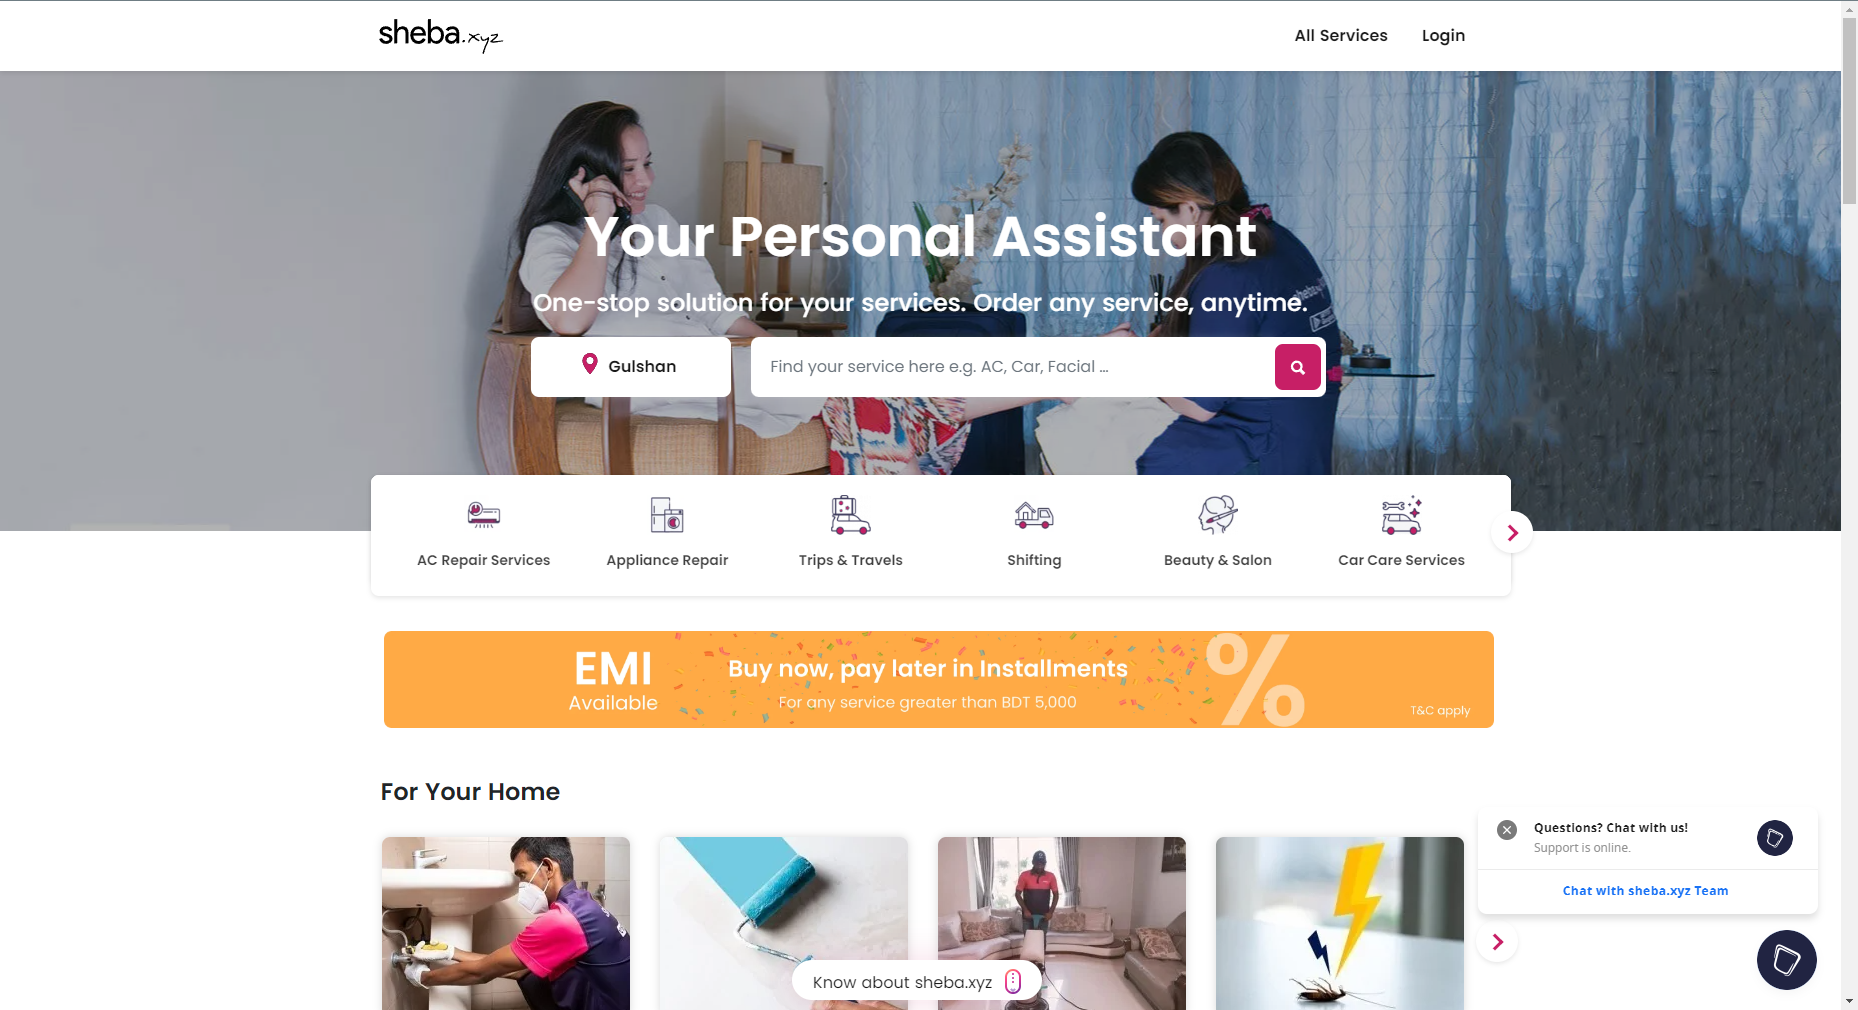 sheba.xyz
All Services
Login
Your Personal Assistant
One-stop solution for your services. Order any service, anytime.
Gulshan
Find your service here e.g. AC, Car, Facial ...
AC Repair Services
Appliance Repair
Trips & Travels
Shifting
Beauty & Salon
Car Care Services
EMI
Available
Buy now, pay later in Installments
For any service greater than BDT 5,000
%
T&C apply
For Your Home
Questions? Chat with us!
Support is online.
Chat with sheba.xyz Team
Know about sheba.xyz